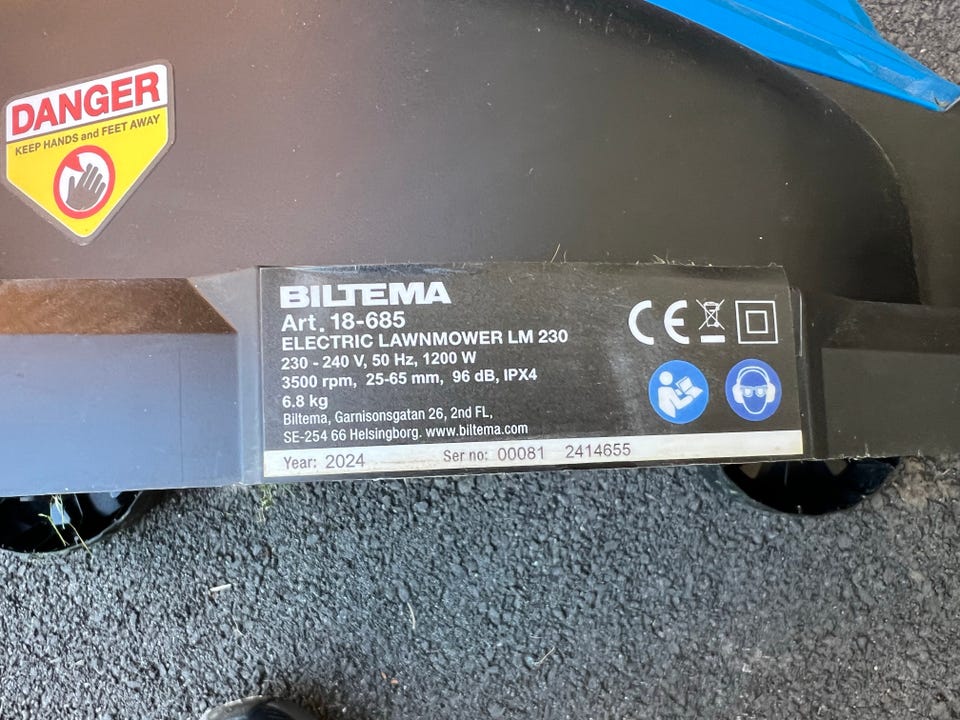 DANGER
KEEP HANDS and FEET AWAY
BILTEMA
Art. 18-685
ELECTRIC LAWNMOWER LM 230
230 - 240 V, 50 Hz, 1200 W
3500 rpm, 25-65 mm, 96 dB, IPX4
6.8 kg
Biltema, Garnisonsgatan 26, 2nd FL,
SE-254 66 Helsingborg. www.biltema.com
Year: 2024 Ser no: 00081 2414655
CE